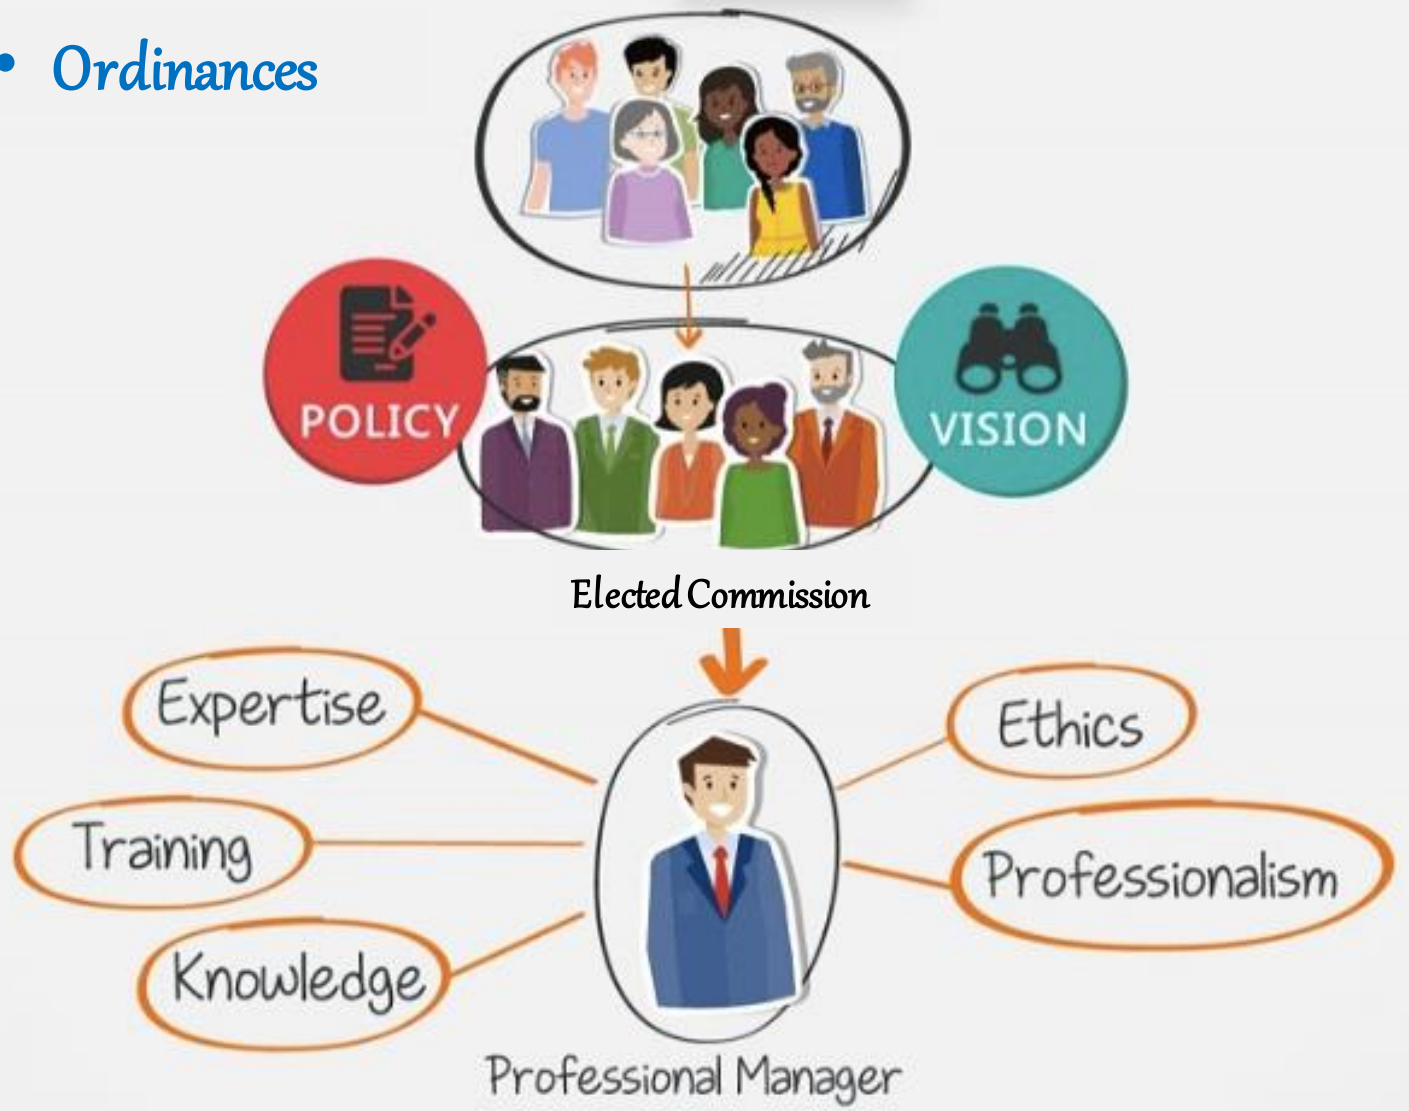 • Ordinances
POLICY
VISION
Elected Commission
Expertise
Ethics
Training
Professionalism
Knowledge
Professional Manager